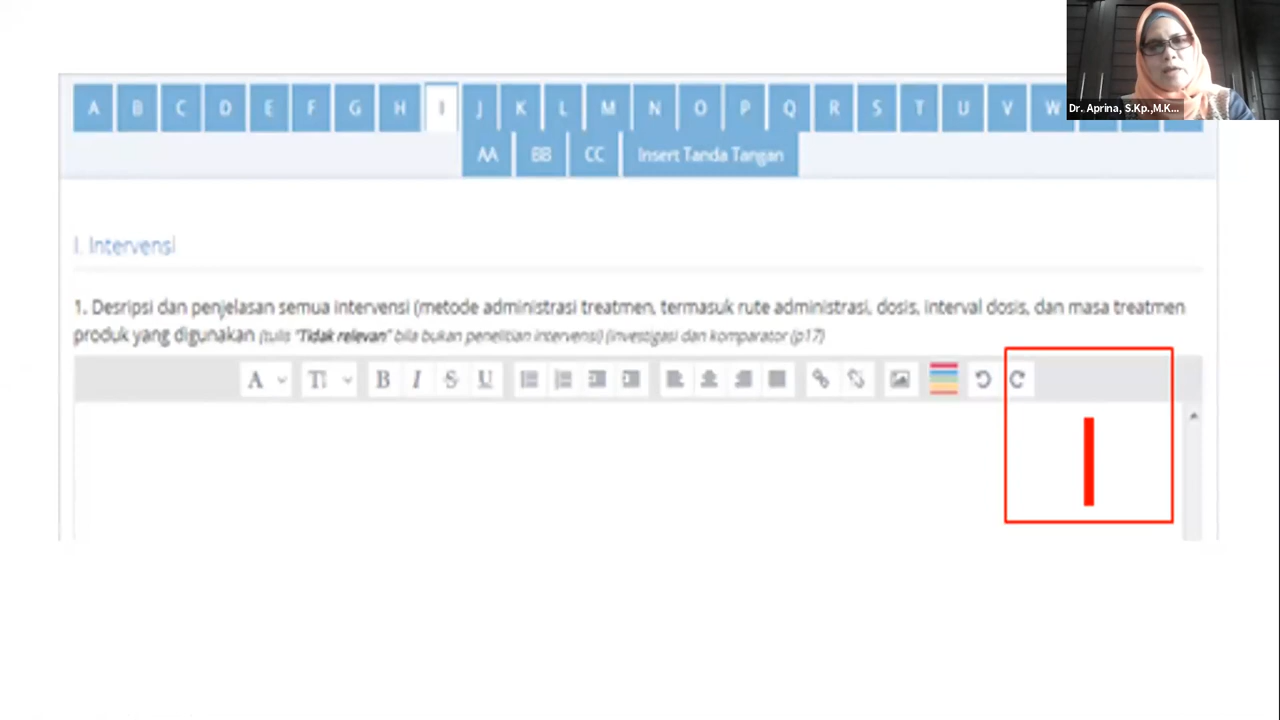 Dr. Aprina, S.Kp.,M.K...
A B C D E F G H I K L M N O P Q R S T U V W
AA BB CC Insert Tanda Tangan
I. Intervensi
1. Desripsi dan penjelasan semua intervensi (metode administrasi treatmen, termasuk rute administrasi, dosis, interval dosis, dan masa treatmen
produk yang digunakan (tulis "Tidak relevan" bila bukan penelitian intervensi) (investigasi dan komparator (p17)
A TI B I S U
I